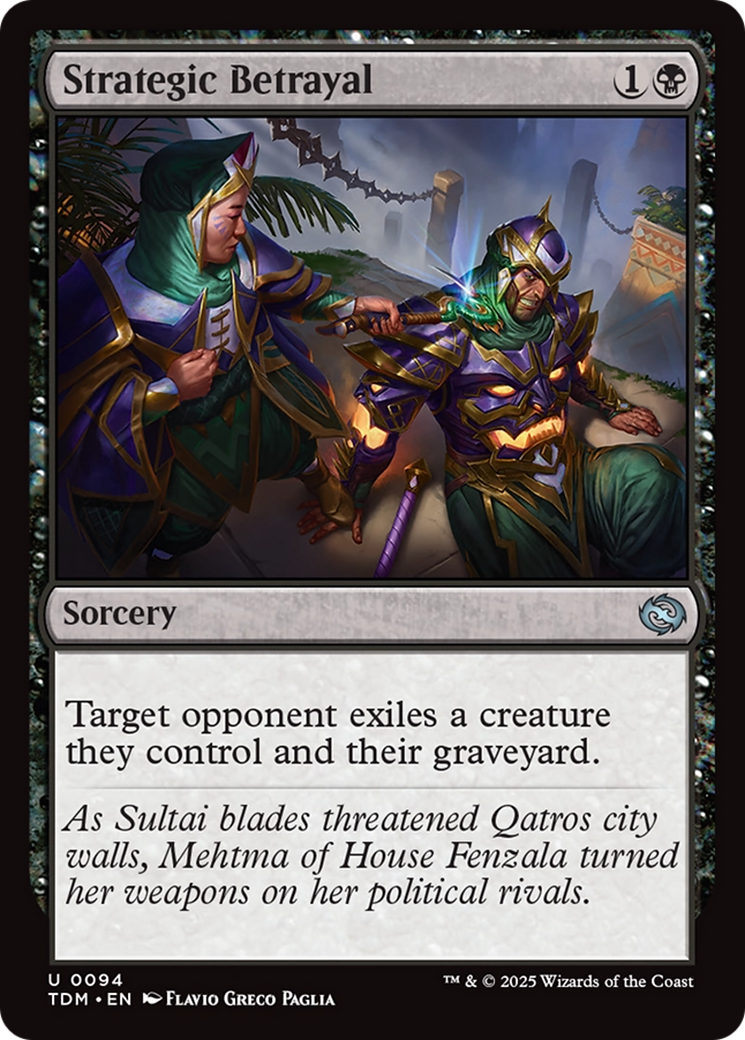 Strategic Betrayal 1
Sorcery
Target opponent exiles a creature
they control and their graveyard.
As Sultai blades threatened Qatros city
walls, Mehtma of House Fenzala turned
her weapons on her political rivals.
U 0094
TDM • EN Flavio Greco Paglia
™ & © 2025 Wizards of the Coast